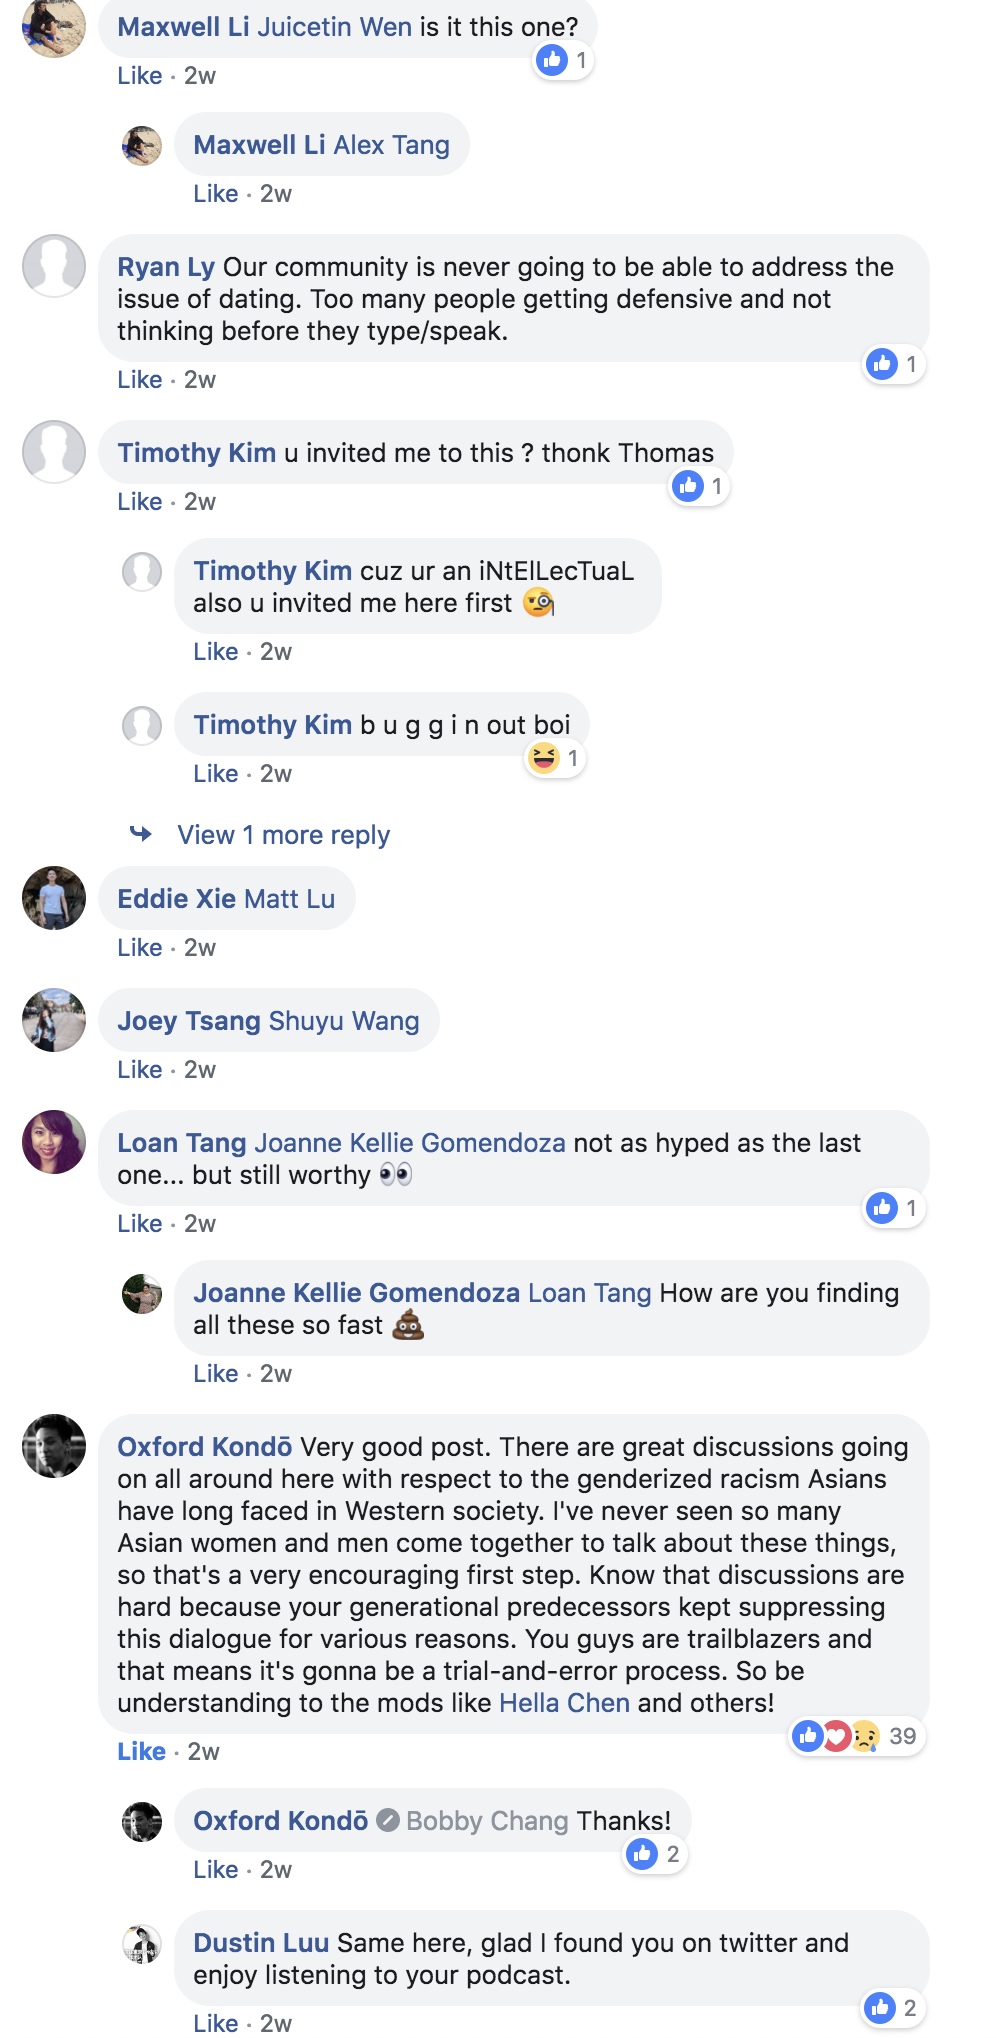 Maxwell Li Juicetin Wen is it this one?
1
Like · 2w
Maxwell Li Alex Tang
Like · 2w
Ryan Ly Our community is never going to be able to address the
issue of dating. Too many people getting defensive and not
thinking before they type/speak.
1
Like · 2w
Timothy Kim u invited me to this ? thonk Thomas
1
Like · 2w
Timothy Kim cuz ur an iNtElLecTuaL
also u invited me here first 🧐
Like · 2w
Timothy Kim b u g g i n out boi
1
Like · 2w
View 1 more reply
Eddie Xie Matt Lu
Like · 2w
Joey Tsang Shuyu Wang
Like · 2w
Loan Tang Joanne Kellie Gomendoza not as hyped as the last
one... but still worthy 👀
1
Like · 2w
Joanne Kellie Gomendoza Loan Tang How are you finding
all these so fast 💩
Like · 2w
Oxford Kondō Very good post. There are great discussions going
on all around here with respect to the genderized racism Asians
have long faced in Western society. I've never seen so many
Asian women and men come together to talk about these things,
so that's a very encouraging first step. Know that discussions are
hard because your generational predecessors kept suppressing
this dialogue for various reasons. You guys are trailblazers and
that means it's gonna be a trial-and-error process. So be
understanding to the mods like Hella Chen and others!
39
Like · 2w
Oxford Kondō Bobby Chang Thanks!
2
Like · 2w
Dustin Luu Same here, glad I found you on twitter and
enjoy listening to your podcast.
2
Like · 2w